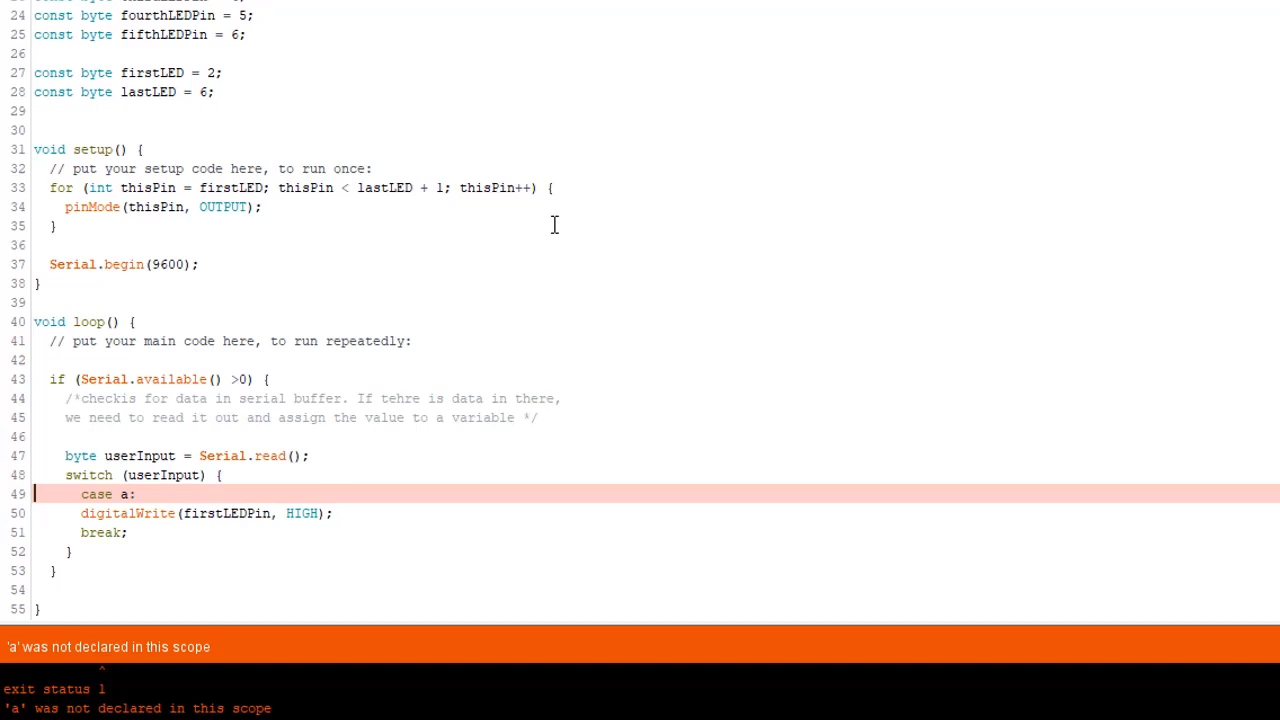 24 const byte fourthLEDPin = 5;
25 const byte fifthLEDPin = 6;
26
27 const byte firstLED = 2;
28 const byte lastLED = 6;
29
30
31 void setup() {
32   // put your setup code here, to run once:
33   for (int thisPin = firstLED; thisPin < lastLED + 1; thisPin++) {
34     pinMode(thisPin, OUTPUT);
35   }
36
37   Serial.begin(9600);
38 }
39
40 void loop() {
41   // put your main code here, to run repeatedly:
42
43   if (Serial.available() >0) {
44     /*checkis for data in serial buffer. If tehre is data in there,
45     we need to read it out and assign the value to a variable */
46
47     byte userInput = Serial.read();
48     switch (userInput) {
49       case a:
50       digitalWrite(firstLEDPin, HIGH);
51       break;
52     }
53   }
54
55 }
'a' was not declared in this scope
^
exit status 1
'a' was not declared in this scope